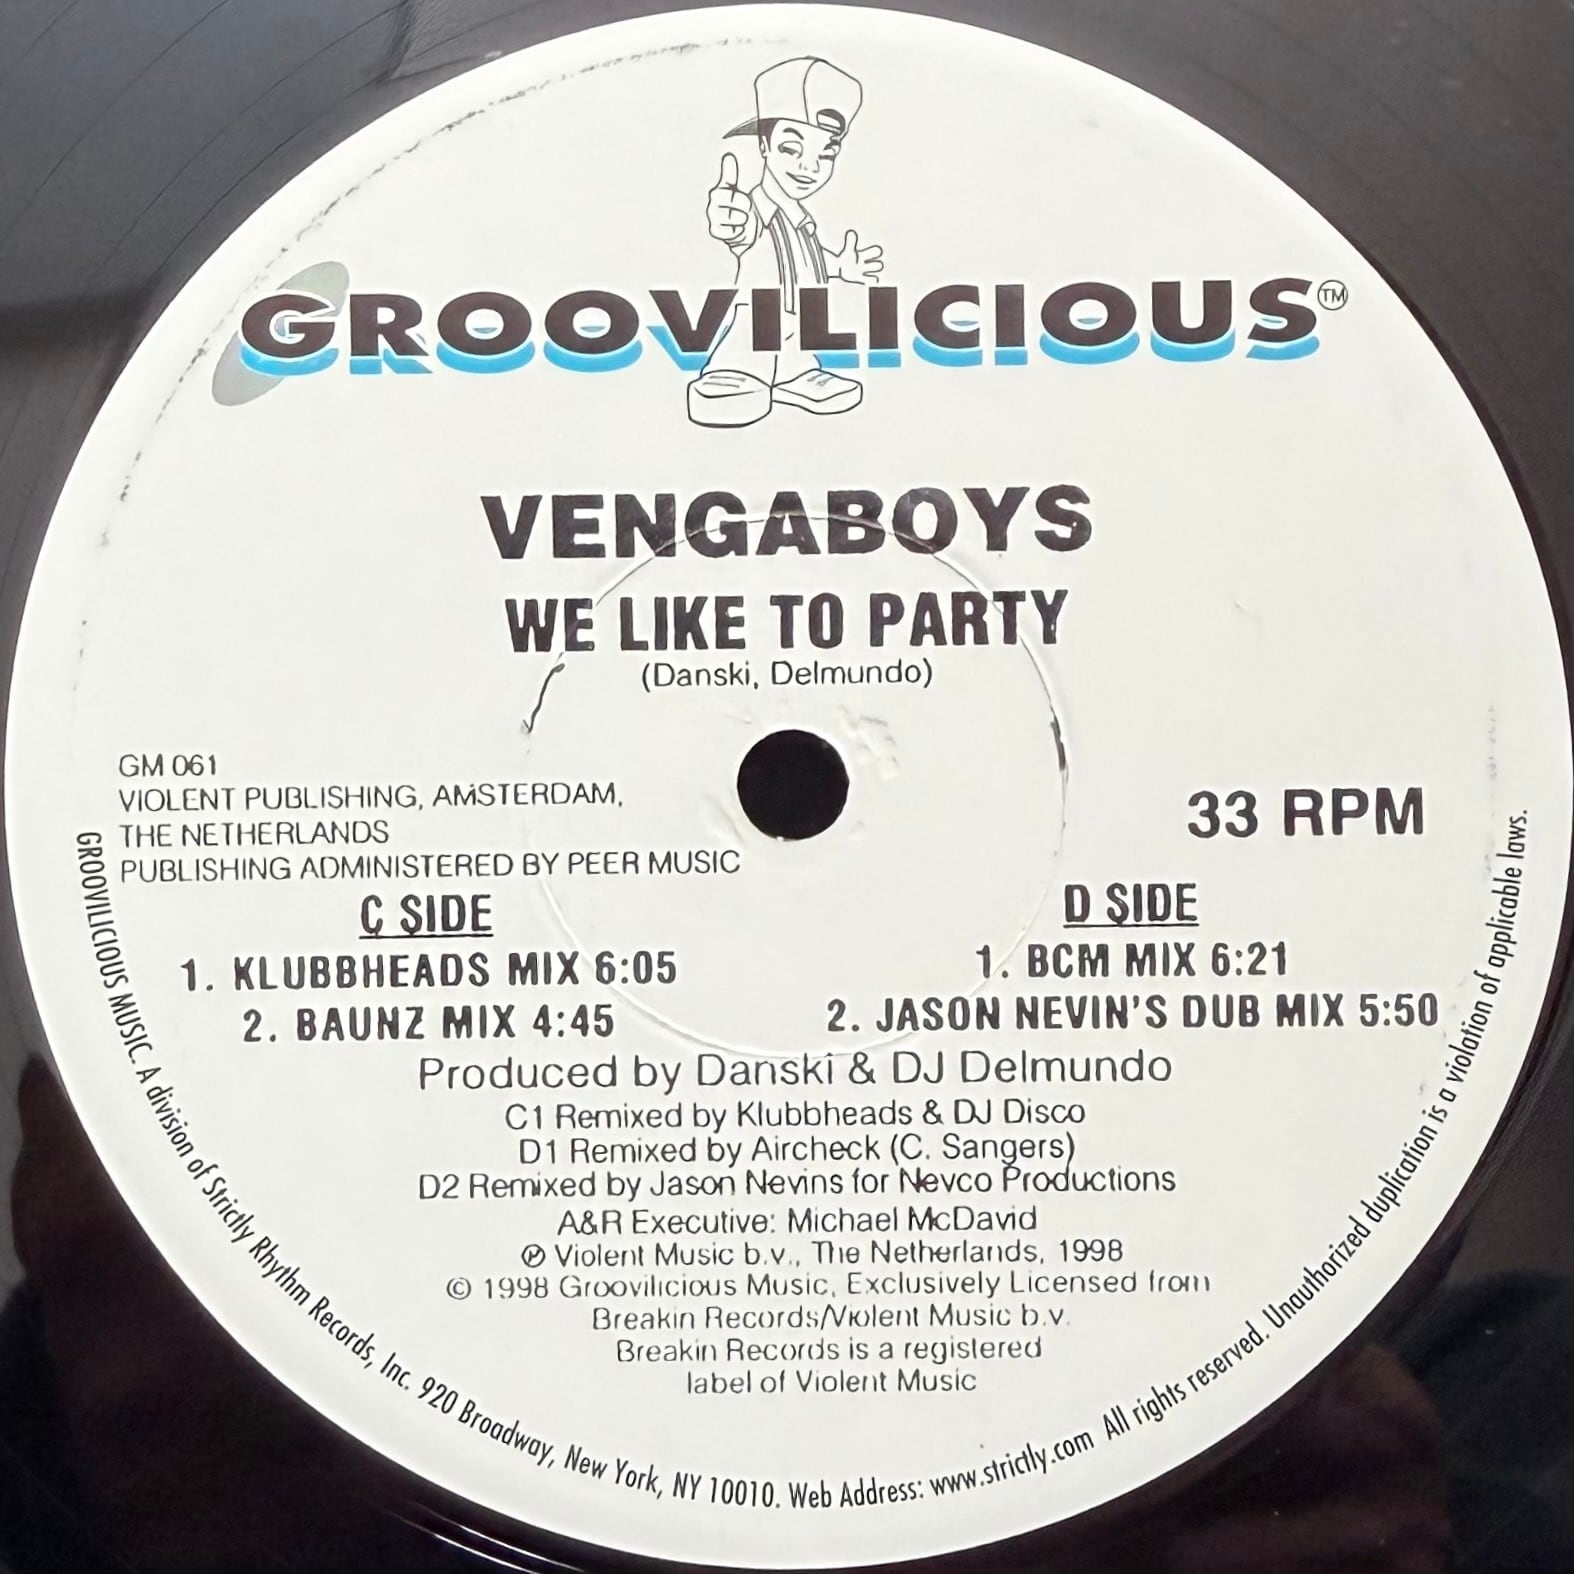 GROOVILICIOUS™
VENGABOYS
WE LIKE TO PARTY
(Danski, Delmundo)
GM 061
VIOLENT PUBLISHING, AMSTERDAM,
THE NETHERLANDS
PUBLISHING ADMINISTERED BY PEER MUSIC
33 RPM
C SIDE
1. KLUBBHEADS MIX 6:05
2. BAUNZ MIX 4:45
D SIDE
1. BCM MIX 6:21
2. JASON NEVIN'S DUB MIX 5:50
Produced by Danski & DJ Delmundo
C1 Remixed by Klubbheads & DJ Disco
D1 Remixed by Aircheck (C. Sangers)
D2 Remixed by Jason Nevins for Nevco Productions
A&R Executive: Michael McDavid
℗ Violent Music b.v., The Netherlands, 1998
© 1998 Groovilicious Music, Exclusively Licensed from
Breakin Records/Violent Music b.v.
Breakin Records is a registered
label of Violent Music
GROOVILICIOUS MUSIC. A division of Strictly Rhythm Records, Inc. 920 Broadway, New York, NY 10010. Web Address: www.strictly.com All rights reserved. Unauthorized duplication is a violation of applicable laws.